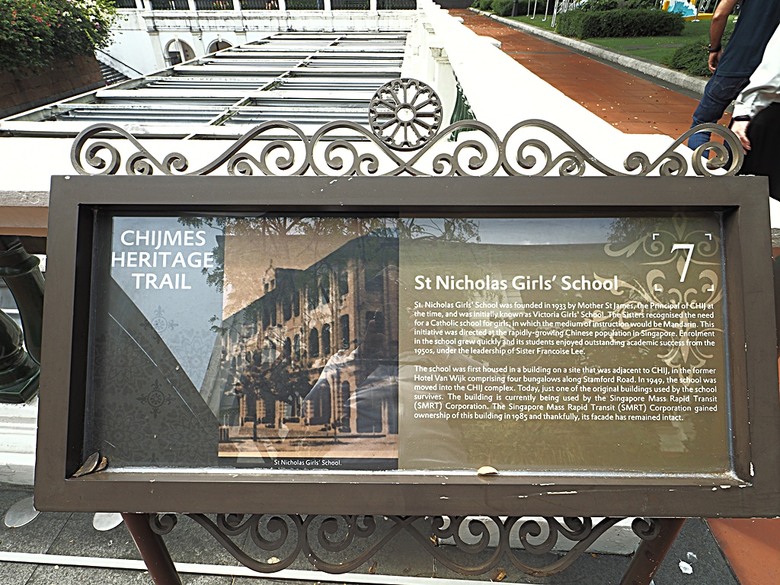 CHIJMES
HERITAGE
TRAIL
7
St Nicholas Girls' School
St. Nicholas Girls' School was founded in 1933 by Mother St James, the Principal of CHIJ at
the time, and was initially known as Victoria Girls' School. The Sisters recognised the need
for a Catholic school for girls, in which the medium of instruction would be Mandarin. This
initiative was directed at the rapidly-growing Chinese population in Singapore. Enrolment
in the school grew quickly and its students enjoyed outstanding academic success from the
1950s, under the leadership of Sister Francoise Lee.
The school was first housed in a building on a site that was adjacent to CHIJ, in the former
Hotel Van Wijk comprising four bungalows along Stamford Road. In 1949, the school was
moved into the CHIJ complex. Today, just one of the original buildings used by the school
survives. The building is currently being used by the Singapore Mass Rapid Transit
(SMRT) Corporation. The Singapore Mass Rapid Transit (SMRT) Corporation gained
ownership of this building in 1985 and thankfully, its facade has remained intact.
St Nicholas Girls' School.